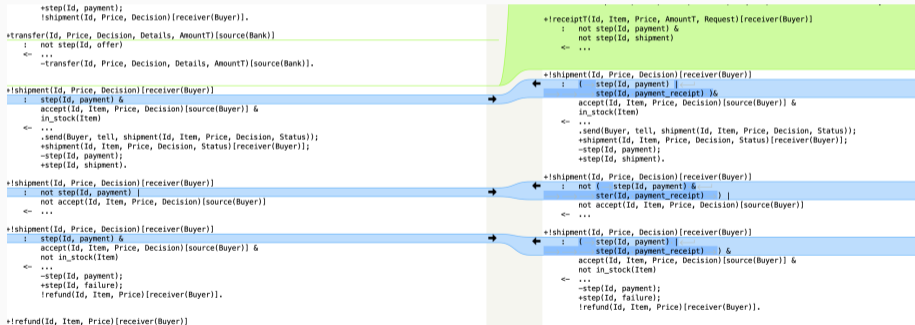 +step(Id, payment);
!shipment(Id, Price, Decision)[receiver(Buyer)].
+transfer(Id, Price, Decision, Details, AmountT)[source(Bank)]
: not step(Id, offer)
<- ...
-transfer(Id, Price, Decision, Details, AmountT)[source(Bank)].
+!shipment(Id, Price, Decision)[receiver(Buyer)]
: step(Id, payment) &
accept(Id, Item, Price, Decision)[source(Buyer)] &
in_stock(Item)
<- ...
.send(Buyer, tell, shipment(Id, Item, Price, Decision, Status));
+shipment(Id, Item, Price, Decision, Status)[receiver(Buyer)];
-step(Id, payment);
+step(Id, shipment).
+!shipment(Id, Price, Decision)[receiver(Buyer)]
: not step(Id, payment) |
not accept(Id, Item, Price, Decision)[source(Buyer)]
<- ...
+!shipment(Id, Price, Decision)[receiver(Buyer)]
: step(Id, payment) &
accept(Id, Item, Price, Decision)[source(Buyer)] &
not in_stock(Item)
<- ...
-step(Id, payment);
+step(Id, failure);
!refund(Id, Item, Price)[receiver(Buyer)].
+!refund(Id, Item, Price)[receiver(Buyer)]
+!receiptT(Id, Item, Price, AmountT, Request)[receiver(Buyer)]
: not step(Id, payment) &
not step(Id, shipment)
<- ...
+!shipment(Id, Price, Decision)[receiver(Buyer)]
: ( step(Id, payment) |
step(Id, payment_receipt) )&
accept(Id, Item, Price, Decision)[source(Buyer)] &
in_stock(Item)
<- ...
.send(Buyer, tell, shipment(Id, Item, Price, Decision, Status));
+shipment(Id, Item, Price, Decision, Status)[receiver(Buyer)];
-step(Id, payment);
+step(Id, shipment).
+!shipment(Id, Price, Decision)[receiver(Buyer)]
: not ( step(Id, payment) &
ster(Id, payment_receipt) ) |
not accept(Id, Item, Price, Decision)[source(Buyer)]
<- ...
+!shipment(Id, Price, Decision)[receiver(Buyer)]
: ( step(Id, payment) |
step(Id, payment_receipt) ) &
accept(Id, Item, Price, Decision)[source(Buyer)] &
not in_stock(Item)
<- ...
-step(Id, payment);
+step(Id, failure);
!refund(Id, Item, Price)[receiver(Buyer)].